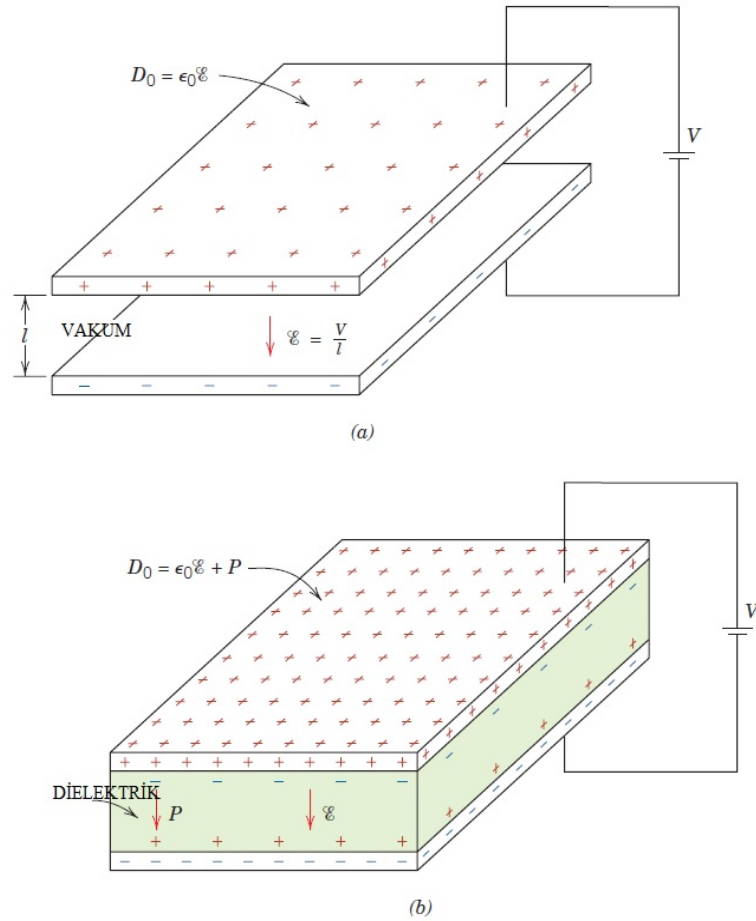 D₀ = ϵ₀ℰ
V
l
VAKUM
ℰ = V/l
(a)
D₀ = ϵ₀ℰ + P
V
DİELEKTRİK
P
ℰ
(b)